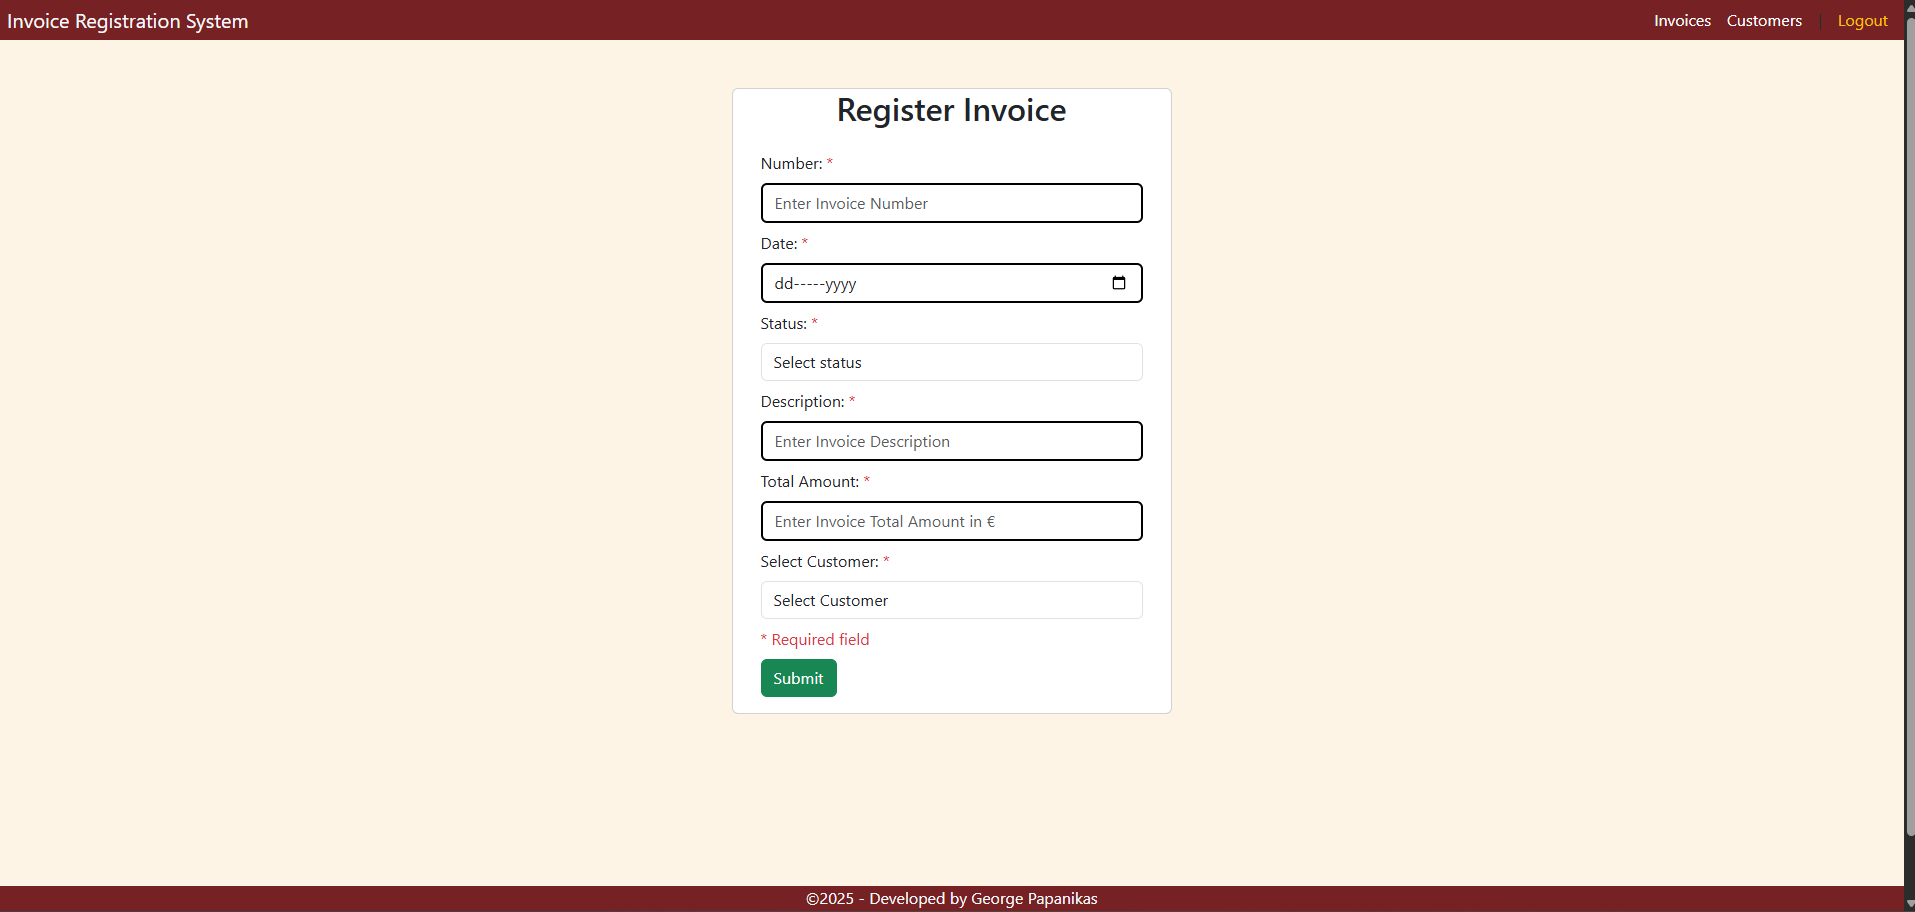 Invoice Registration System
Invoices Customers | Logout
Register Invoice
Number: *
Enter Invoice Number
Date: *
dd-----yyyy
Status: *
Select status
Description: *
Enter Invoice Description
Total Amount: *
Enter Invoice Total Amount in €
Select Customer: *
Select Customer
* Required field
Submit
©2025 - Developed by George Papanikas